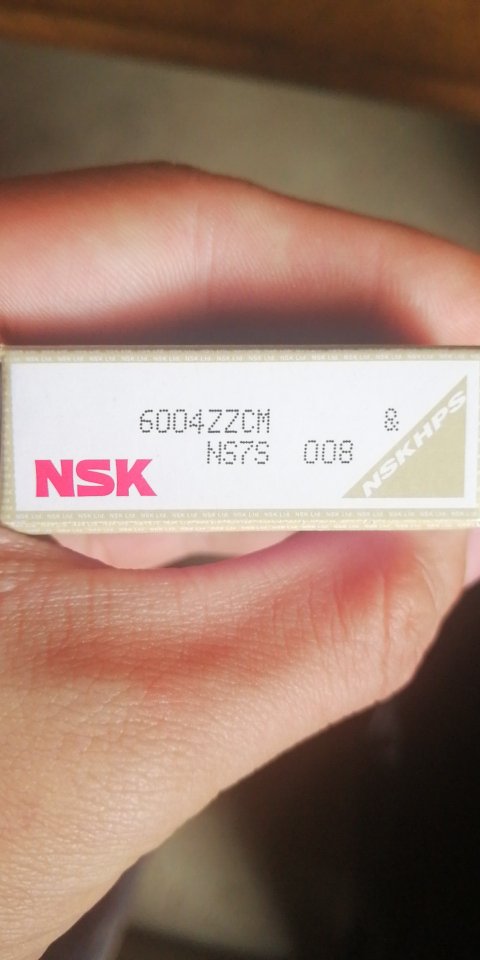 6004ZZCM &
NS7S 008
NSK
NSKHPS